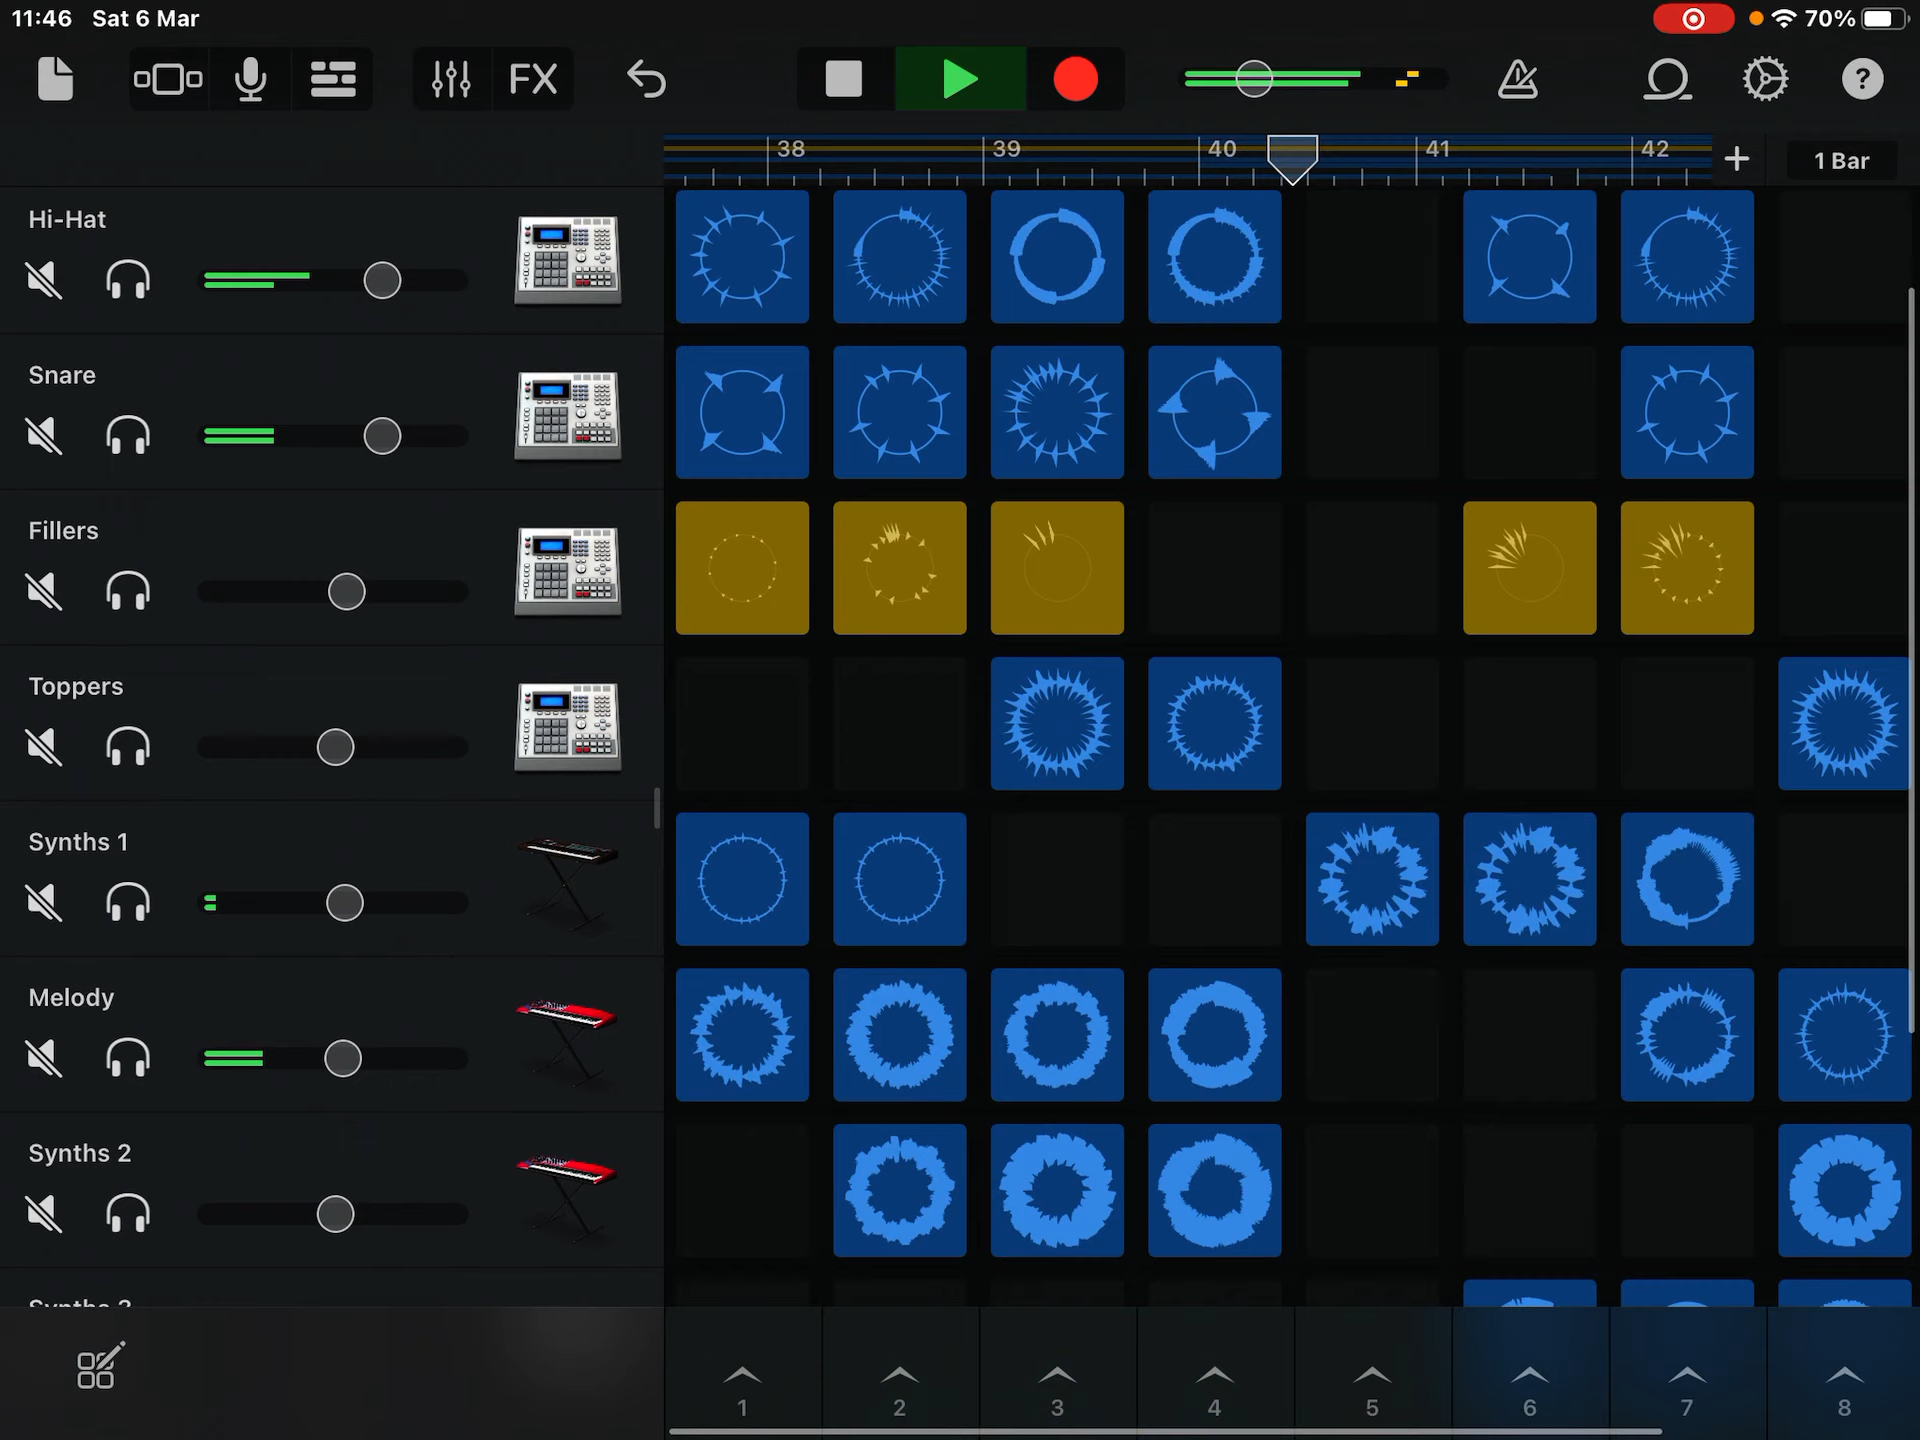 11:46 Sat 6 Mar
70%
FX
?
38 39 40 41 42
+ 1 Bar
Hi-Hat
Snare
Fillers
Toppers
Synths 1
Melody
Synths 2
1 2 3 4 5 6 7 8